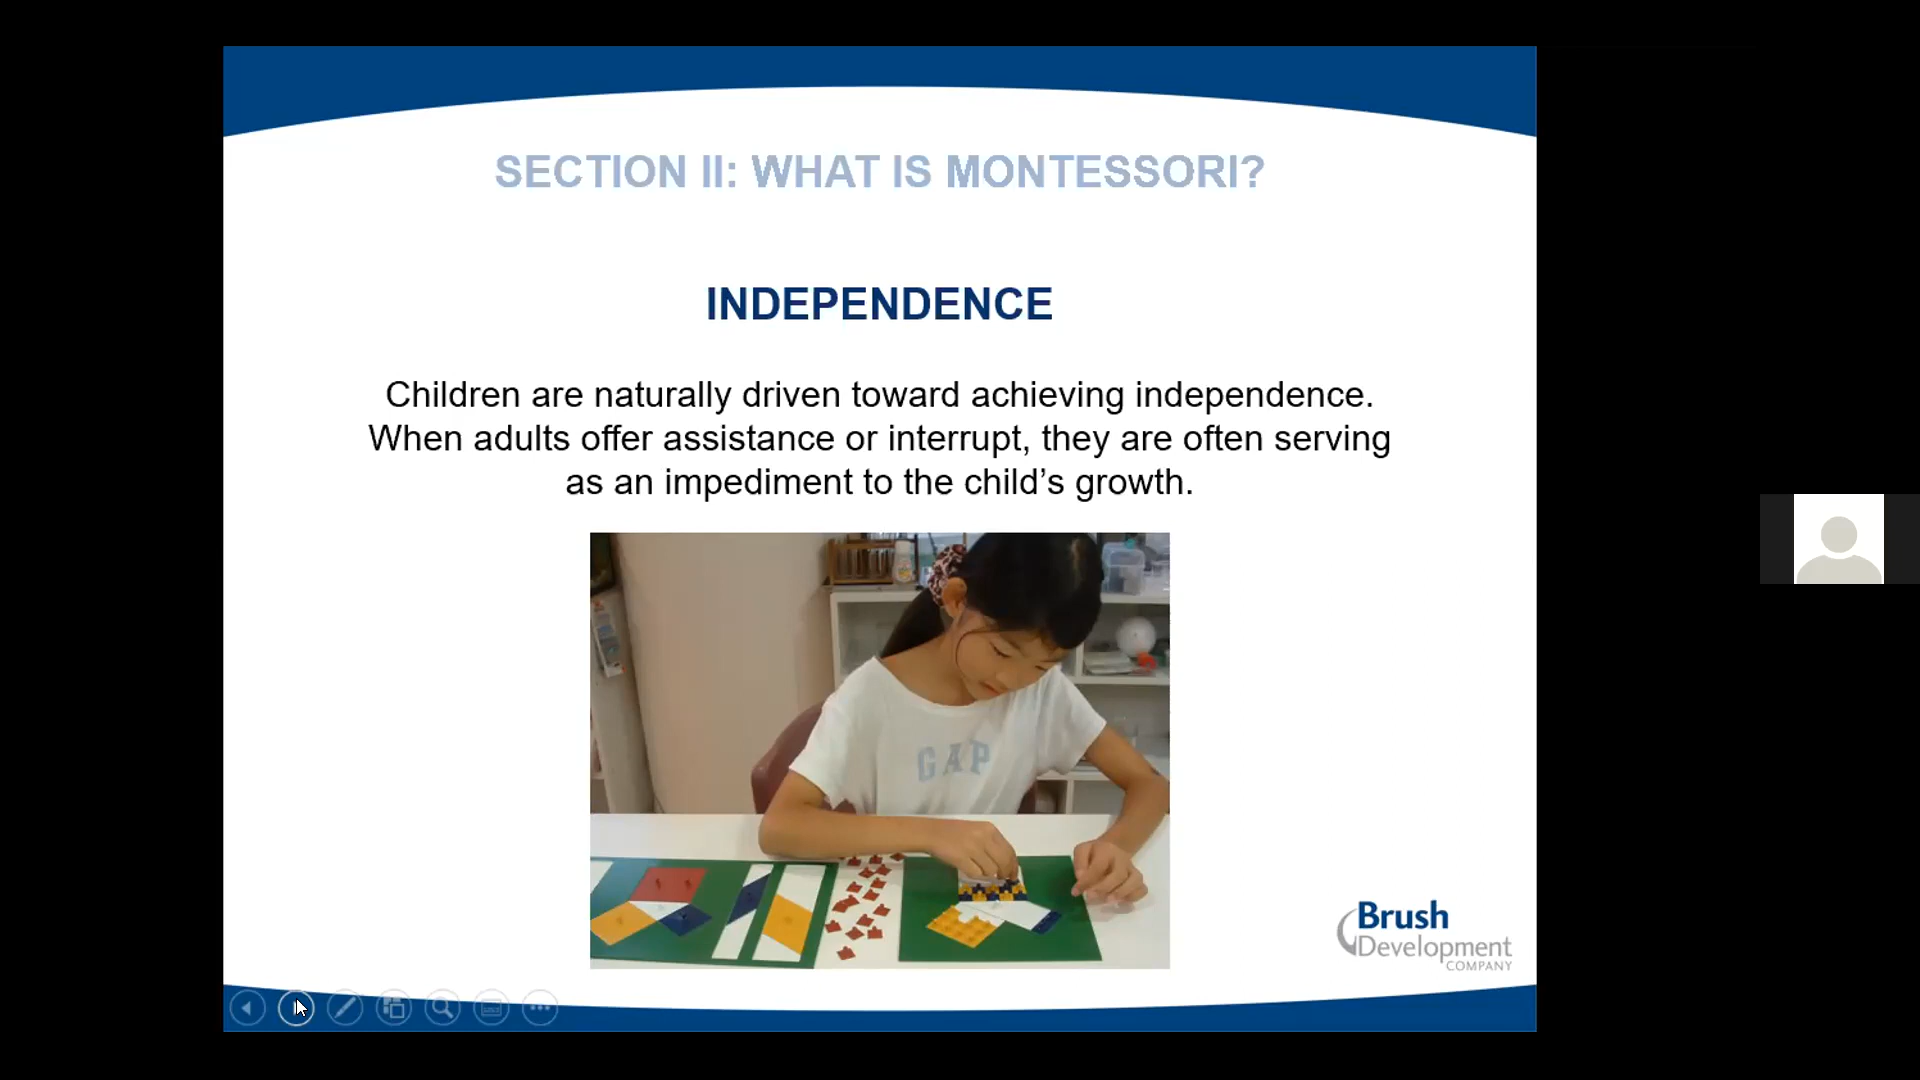 SECTION II: WHAT IS MONTESSORI?
INDEPENDENCE
Children are naturally driven toward achieving independence.
When adults offer assistance or interrupt, they are often serving
as an impediment to the child’s growth.
GAP
Brush
Development
COMPANY